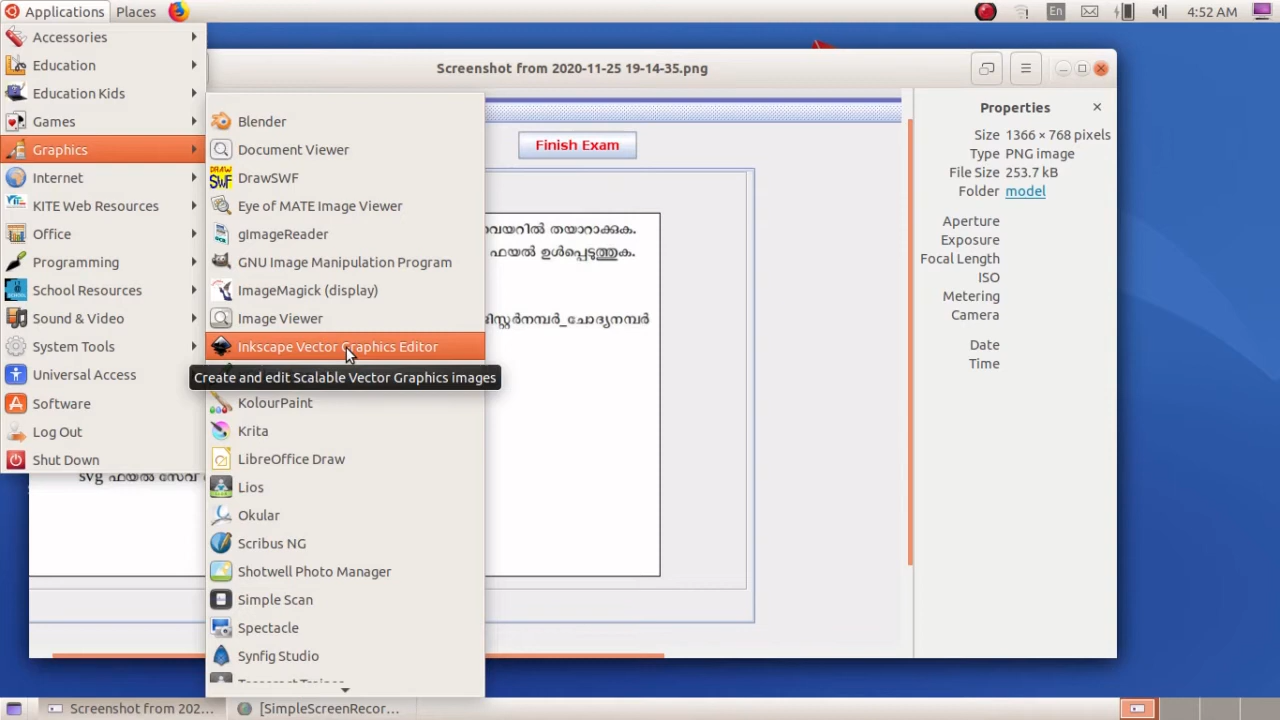 Applications Places
En 4:52 AM
Accessories
Education
Education Kids
Games
Graphics
Internet
KITE Web Resources
Office
Programming
School Resources
Sound & Video
System Tools
Universal Access
Software
Log Out
Shut Down
Blender
Document Viewer
DrawSWF
Eye of MATE Image Viewer
gImageReader
GNU Image Manipulation Program
ImageMagick (display)
Image Viewer
Inkscape Vector Graphics Editor
Create and edit Scalable Vector Graphics images
KolourPaint
Krita
LibreOffice Draw
Lios
Okular
Scribus NG
Shotwell Photo Manager
Simple Scan
Spectacle
Synfig Studio
Screenshot from 2020-11-25 19-14-35.png
Finish Exam
തയാറാക്കുക.
ഫയൽ ഉൾപ്പെടുത്തുക.
svg ഫയൽ സേവ്
Properties
Size 1366 × 768 pixels
Type PNG image
File Size 253.7 kB
Folder model
Aperture
Exposure
Focal Length
ISO
Metering
Camera
Date
Time
Screenshot from 202...
[SimpleScreenRecor...